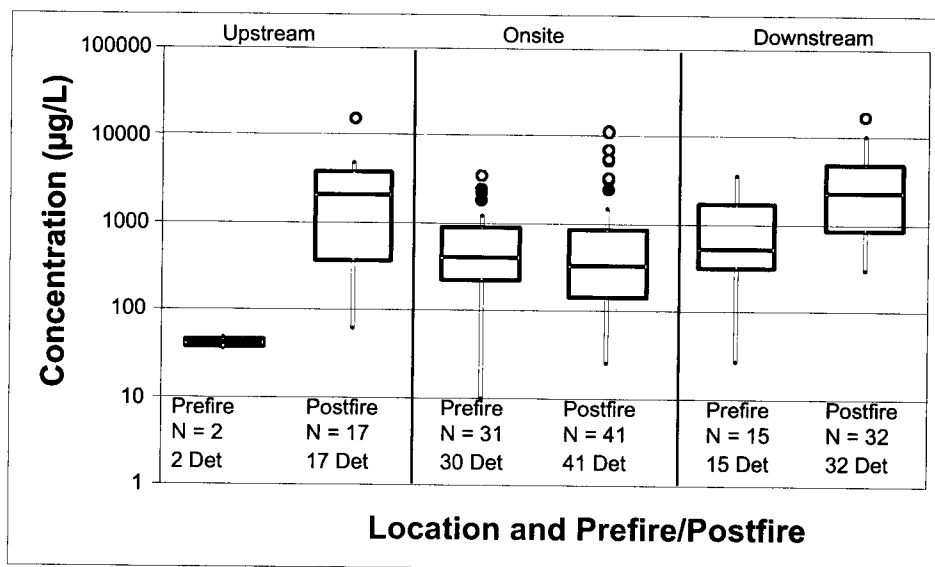 Upstream Onsite Downstream
Concentration (µg/L)
100000
10000
1000
100
10
1
Prefire Postfire Prefire Postfire Prefire Postfire
N = 2 N = 17 N = 31 N = 41 N = 15 N = 32
2 Det 17 Det 30 Det 41 Det 15 Det 32 Det
Location and Prefire/Postfire